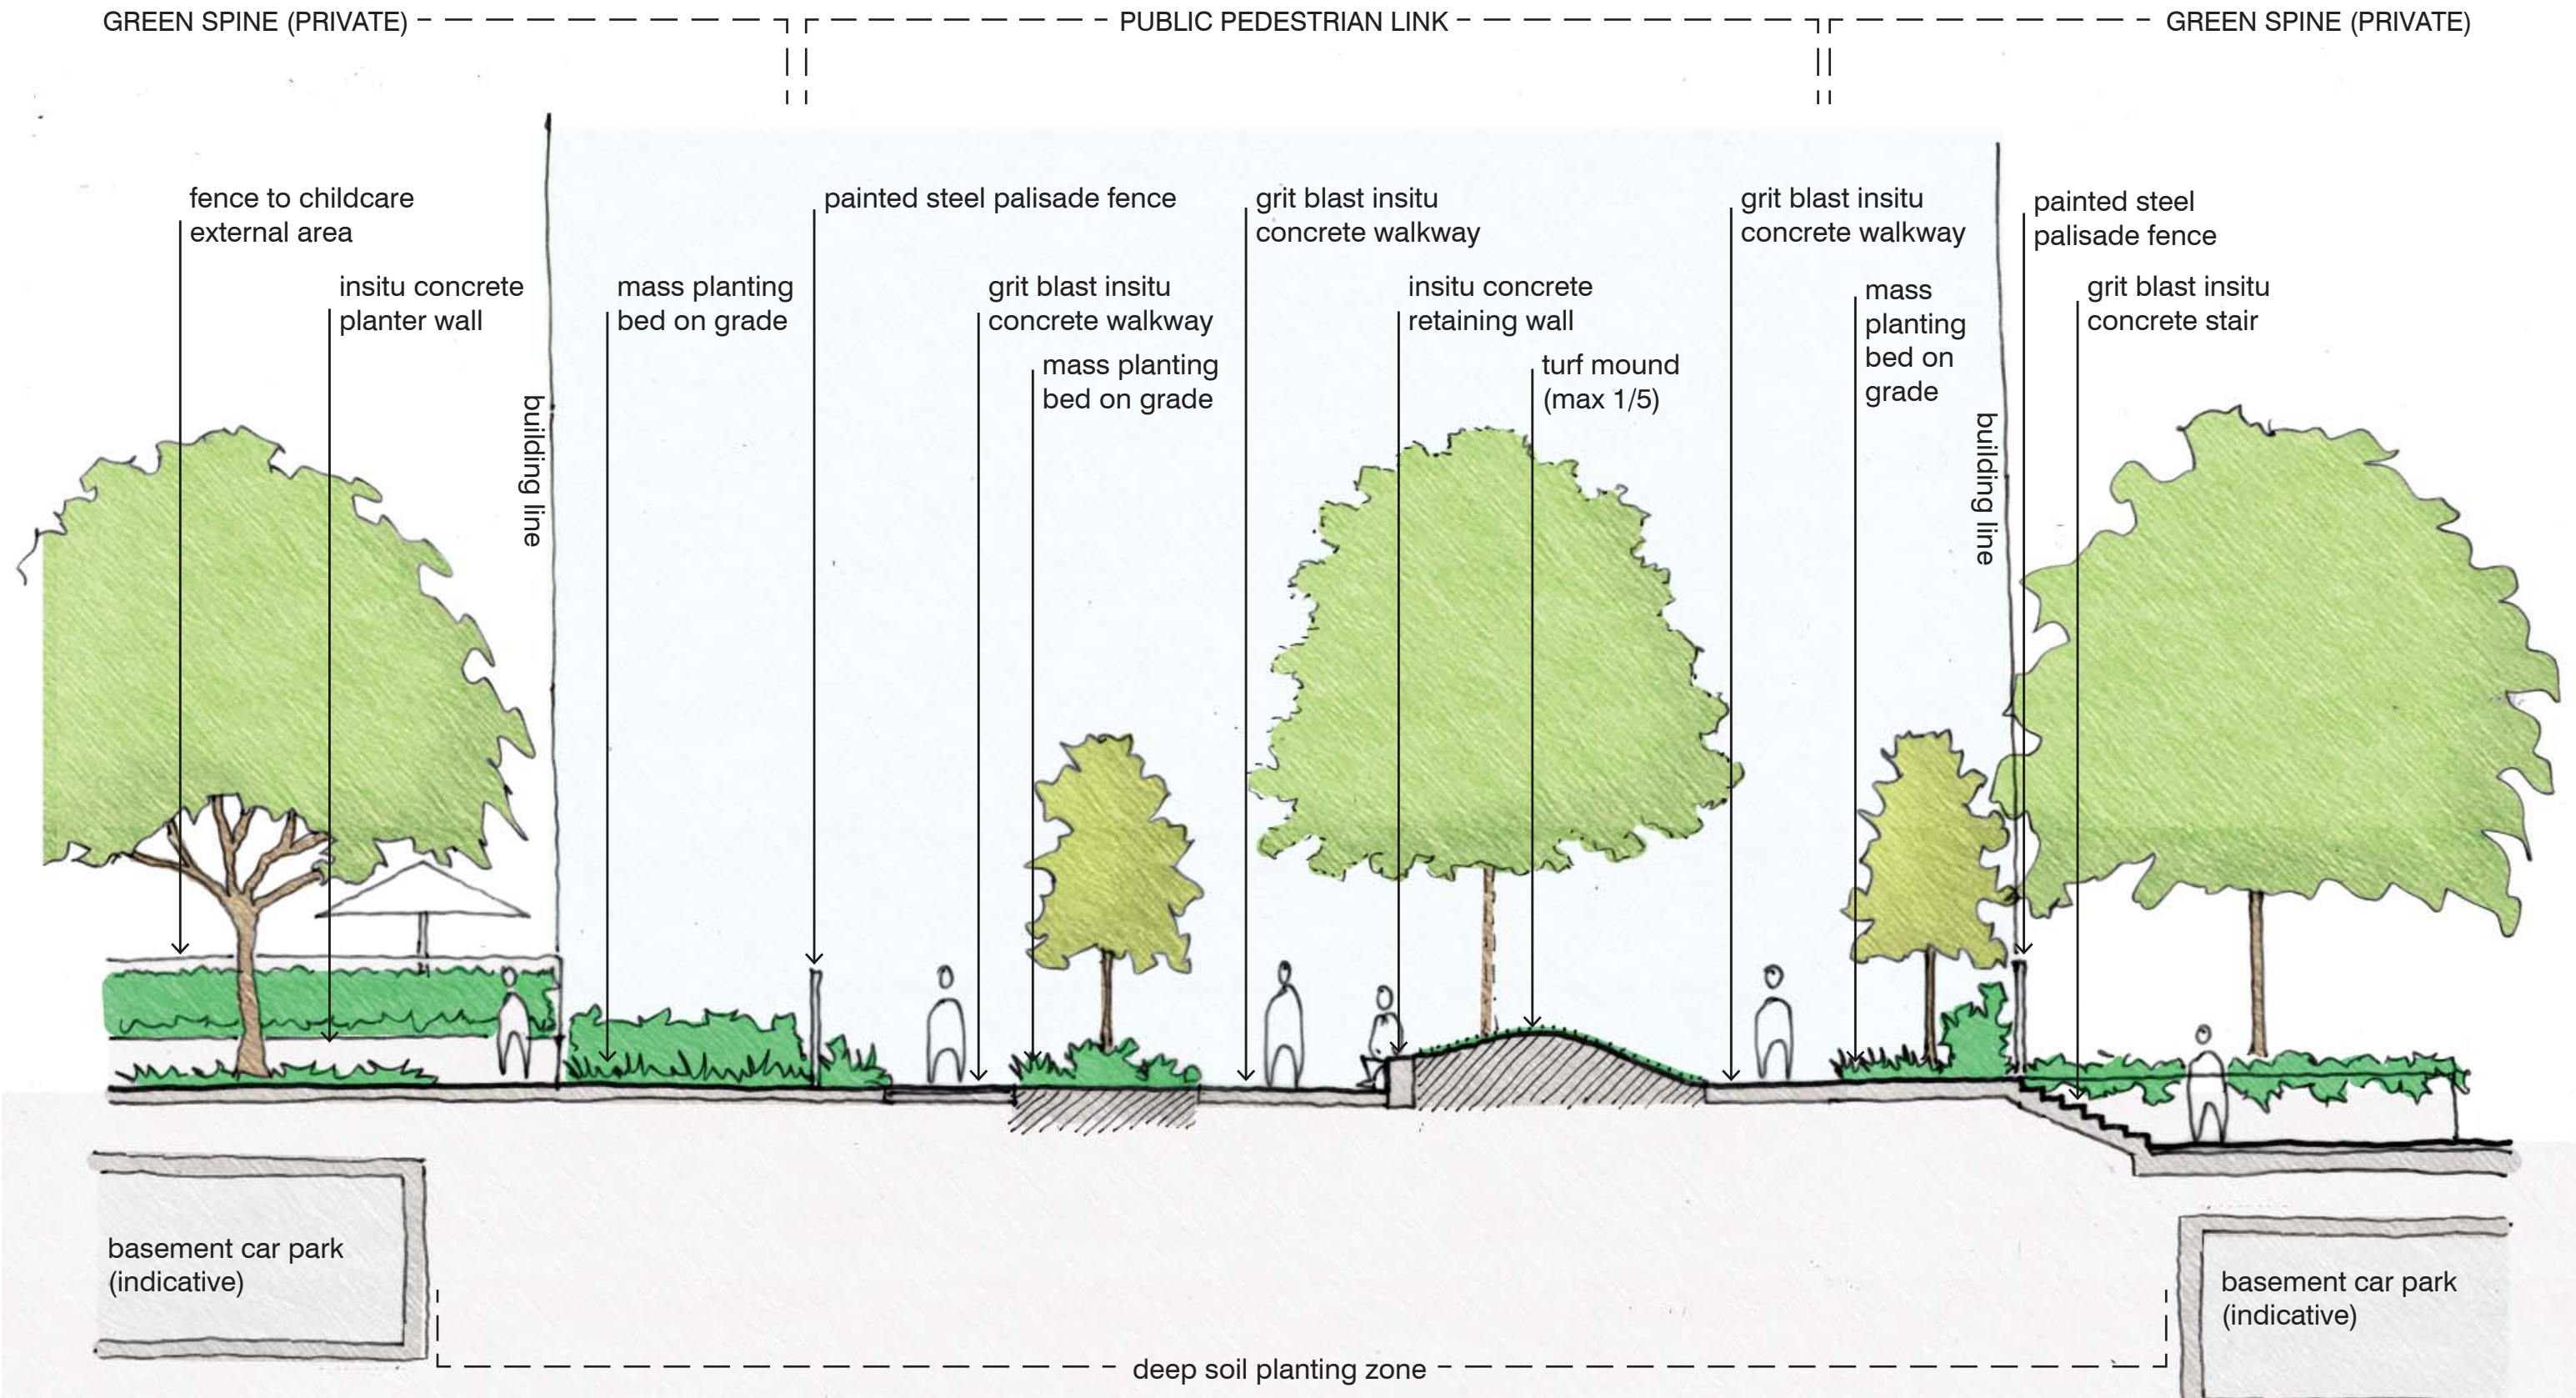 GREEN SPINE (PRIVATE)
PUBLIC PEDESTRIAN LINK
GREEN SPINE (PRIVATE)
fence to childcare
external area
insitu concrete
planter wall
building line
mass planting
bed on grade
painted steel palisade fence
grit blast insitu
concrete walkway
mass planting
bed on grade
grit blast insitu
concrete walkway
insitu concrete
retaining wall
turf mound
(max 1/5)
grit blast insitu
concrete walkway
mass
planting
bed on
grade
building line
painted steel
palisade fence
grit blast insitu
concrete stair
basement car park
(indicative)
basement car park
(indicative)
deep soil planting zone